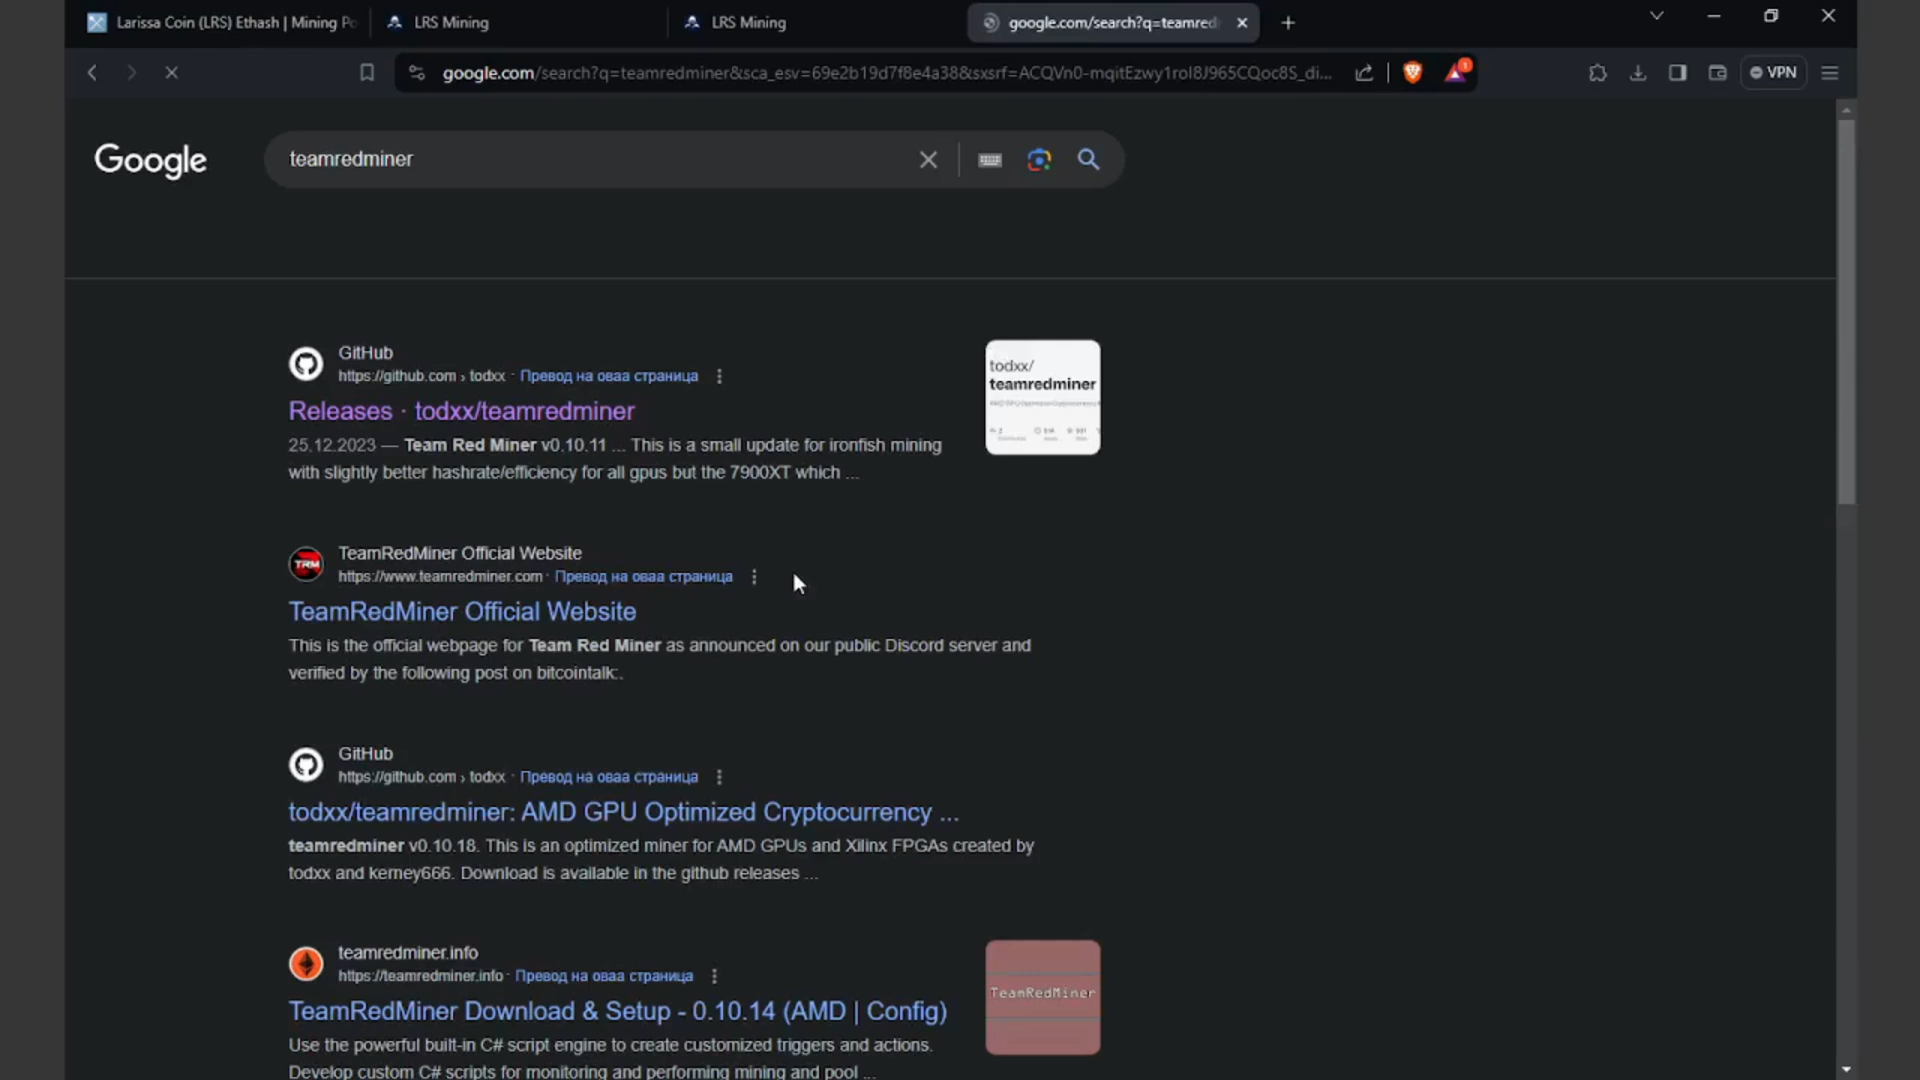 Larissa Coin (LRS) Ethash | Mining Po
LRS Mining
LRS Mining
google.com/search?q=teamred
google.com/search?q=teamredminer&sca_esv=69e2b19d7f8e4a38&sxsrf=ACQVn0-mqitEzwy1rol8J965CQoc8S_di...
1
VPN
Google
teamredminer
GitHub
https://github.com › todxx · Превод на оваа страница
Releases · todxx/teamredminer
25.12.2023 — Team Red Miner v0.10.11 ... This is a small update for ironfish mining
with slightly better hashrate/efficiency for all gpus but the 7900XT which ...
todxx/
teamredminer
TRM
TeamRedMiner Official Website
https://www.teamredminer.com · Превод на оваа страница
TeamRedMiner Official Website
This is the official webpage for Team Red Miner as announced on our public Discord server and
verified by the following post on bitcointalk:.
GitHub
https://github.com › todxx · Превод на оваа страница
todxx/teamredminer: AMD GPU Optimized Cryptocurrency ...
teamredminer v0.10.18. This is an optimized miner for AMD GPUs and Xilinx FPGAs created by
todxx and kerney666. Download is available in the github releases ...
teamredminer.info
https://teamredminer.info · Превод на оваа страница
TeamRedMiner Download & Setup - 0.10.14 (AMD | Config)
Use the powerful built-in C# script engine to create customized triggers and actions.
Develop custom C# scripts for monitoring and performing mining and pool ...
TeamRedMiner